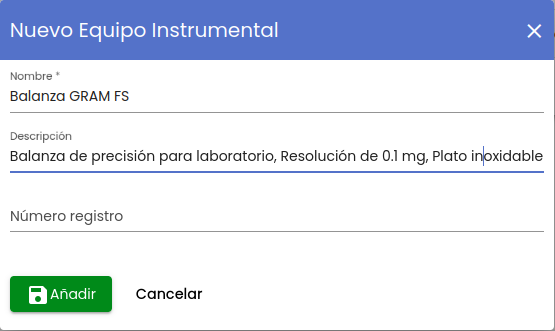 Nuevo Equipo Instrumental
Nombre *
Balanza GRAM FS
Descripción
Balanza de precisión para laboratorio, Resolución de 0.1 mg, Plato inoxidable
Número registro
Añadir Cancelar